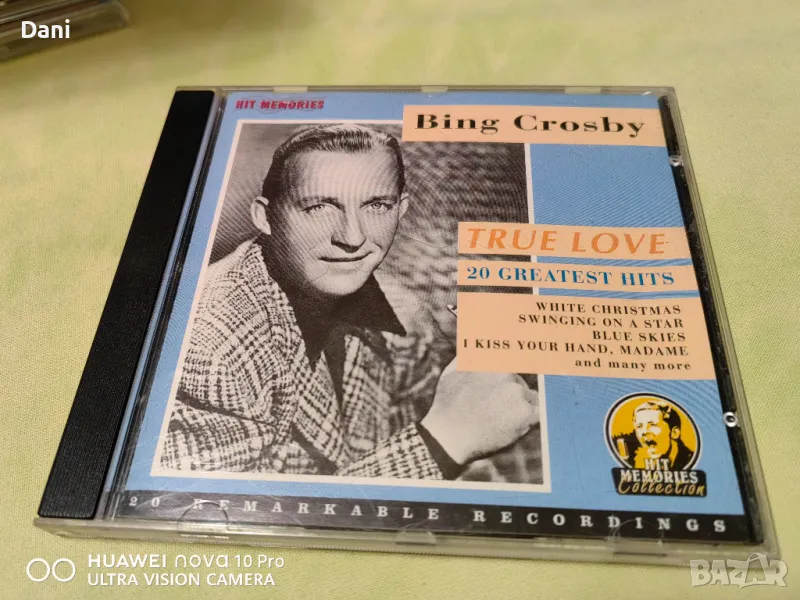 Dani
HIT MEMORIES
Bing Crosby
TRUE LOVE
20 GREATEST HITS
WHITE CHRISTMAS
SWINGING ON A STAR
BLUE SKIES
I KISS YOUR HAND, MADAME
and many more
HIT
MEMORIES
Collection
20 REMARKABLE RECORDINGS
HUAWEI nova 10 Pro
ULTRA VISION CAMERA
BAZAR